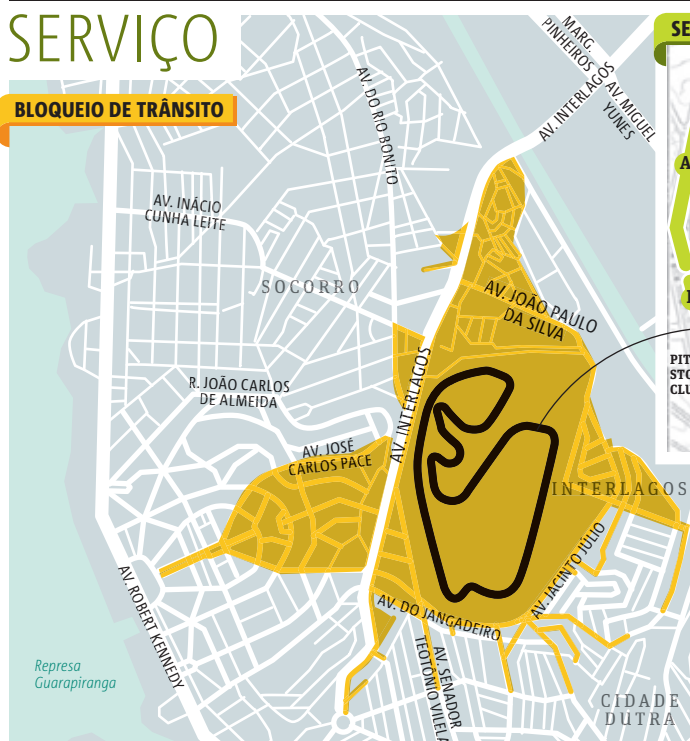 SERVIÇO
BLOQUEIO DE TRÂNSITO
MARG.
PINHEIROS
AV. MIGUEL
YUNES
AV. INTERLAGOS
AV. DO RIO BONITO
AV. INÁCIO
CUNHA LEITE
SOCORRO
AV. JOÃO PAULO
DA SILVA
R. JOÃO CARLOS
DE ALMEIDA
AV. INTERLAGOS
AV. JOSÉ
CARLOS PACE
INTERLAGOS
AV. JACINTO JÚLIO
AV. DO JANGADEIRO
AV. ROBERT KENNEDY
AV. SENADOR
TEOTÔNIO VILELA
Represa
Guarapiranga
CIDADE
DUTRA